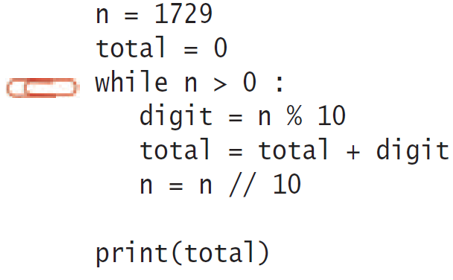 n = 1729
total = 0
while n > 0 :
   digit = n % 10
   total = total + digit
   n = n // 10
print(total)